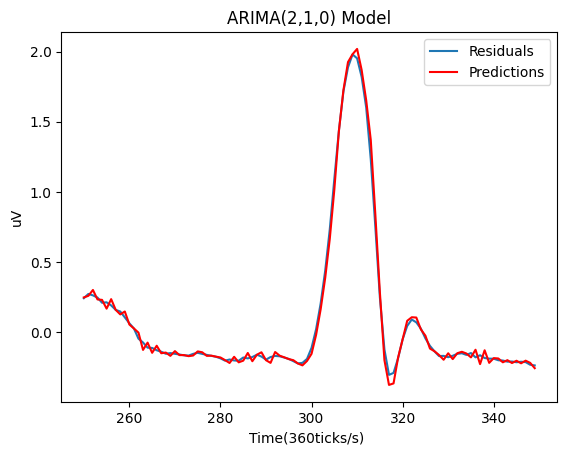 ARIMA(2,1,0) Model
Residuals
Predictions
uV
2.0
1.5
1.0
0.5
0.0
260 280 300 320 340
Time(360ticks/s)